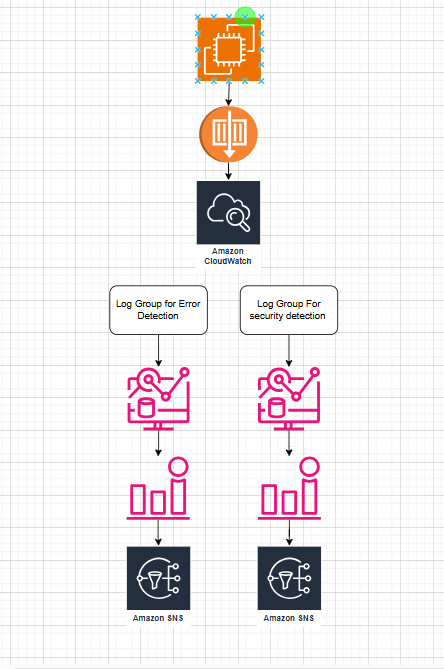 Amazon
CloudWatch
Log Group for Error
Detection
Log Group For
security detection
Amazon SNS
Amazon SNS